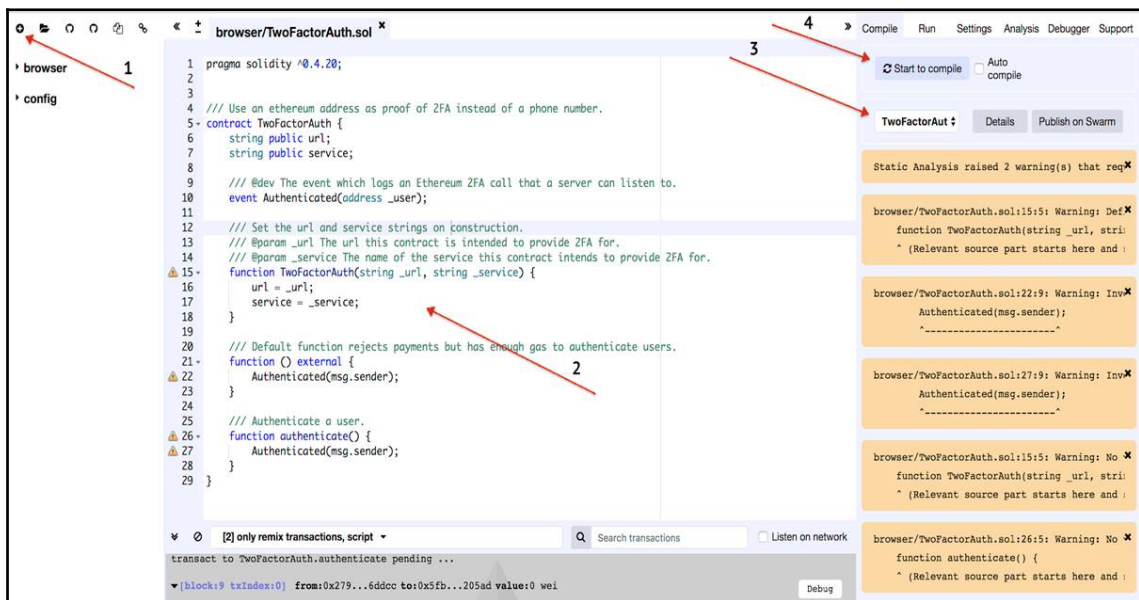 browser/TwoFactorAuth.sol
4
Compile Run Settings Analysis Debugger Support
1
browser
config
3
Start to compile
Auto compile
TwoFactorAut
Details
Publish on Swarm
1 pragma solidity ^0.4.20;
2
3
4 /// Use an ethereum address as proof of 2FA instead of a phone number.
5 contract TwoFactorAuth {
6 string public url;
7 string public service;
8
9 /// @dev The event which logs an Ethereum 2FA call that a server can listen to.
10 event Authenticated(address _user);
11
12 /// Set the url and service strings on construction.
13 /// @param _url The url this contract is intended to provide 2FA for.
14 /// @param _service The name of the service this contract intends to provide 2FA for.
15 function TwoFactorAuth(string _url, string _service) {
16 url = _url;
17 service = _service;
18 }
19
20 /// Default function rejects payments but has enough gas to authenticate users.
21 function () external {
22 Authenticated(msg.sender);
23 }
24
25 /// Authenticate a user.
26 function authenticate() {
27 Authenticated(msg.sender);
28 }
29 }
2
Static Analysis raised 2 warning(s) that req
browser/TwoFactorAuth.sol:15:5: Warning: Def
function TwoFactorAuth(string _url, stri
^ (Relevant source part starts here and
browser/TwoFactorAuth.sol:22:9: Warning: Inv
Authenticated(msg.sender);
^-----------------------^
browser/TwoFactorAuth.sol:27:9: Warning: Inv
Authenticated(msg.sender);
^-----------------------^
browser/TwoFactorAuth.sol:15:5: Warning: No
function TwoFactorAuth(string _url, stri
^ (Relevant source part starts here and
browser/TwoFactorAuth.sol:26:5: Warning: No
function authenticate() {
^ (Relevant source part starts here and
[2] only remix transactions, script
Search transactions
Listen on network
transact to TwoFactorAuth.authenticate pending ...
[block:9 txIndex:0] from:0x279...6ddcc to:0x5fb...205ad value:0 wei
Debug